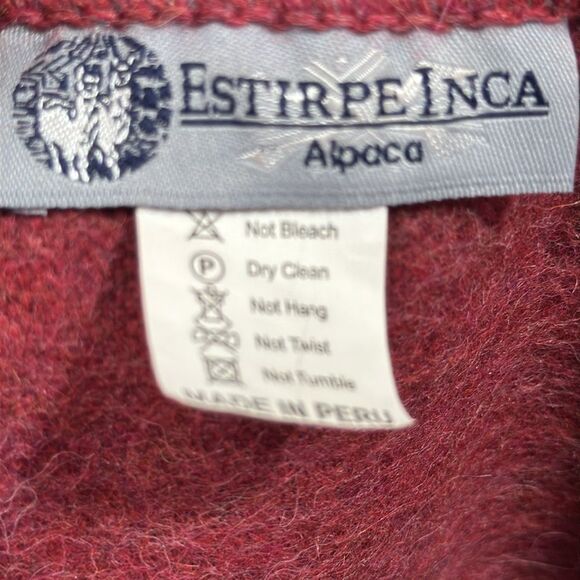 ESTIRPE INCA
Alpaca
Not Bleach
P Dry Clean
Not Hang
Not Twist
Not Tumble
MADE IN PERU